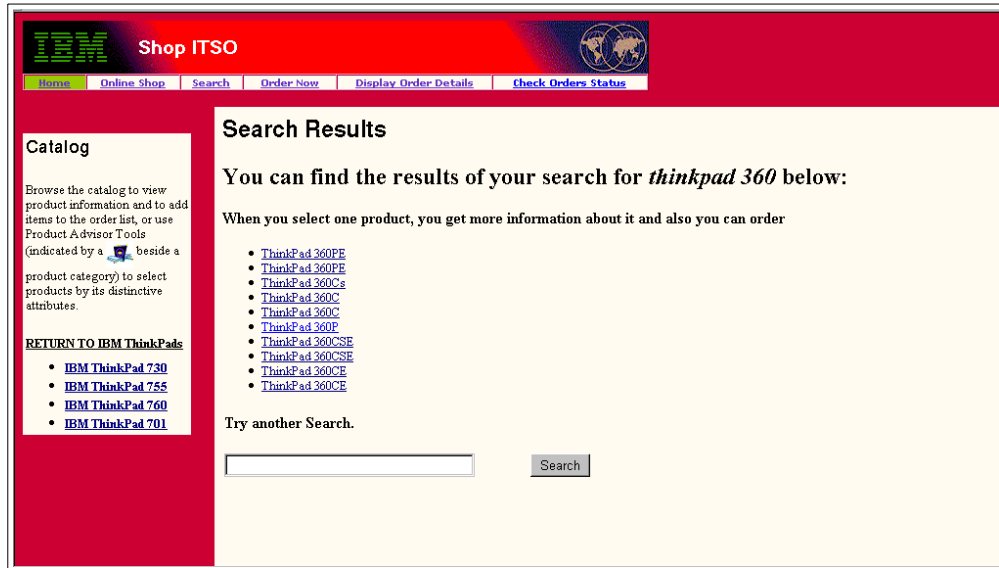 IBM Shop ITSO
Home Online Shop Search Order Now Display Order Details Check Orders Status
Catalog
Browse the catalog to view
product information and to add
items to the order list, or use
Product Advisor Tools
(indicated by a beside a
product category) to select
products by its distinctive
attributes.
RETURN TO IBM ThinkPads
• IBM ThinkPad 730
• IBM ThinkPad 755
• IBM ThinkPad 760
• IBM ThinkPad 701
Search Results
You can find the results of your search for thinkpad 360 below:
When you select one product, you get more information about it and also you can order
• ThinkPad 360PE
• ThinkPad 360PE
• ThinkPad 360Cs
• ThinkPad 360C
• ThinkPad 360C
• ThinkPad 360P
• ThinkPad 360CSE
• ThinkPad 360CSE
• ThinkPad 360CE
• ThinkPad 360CE
Try another Search.
Search